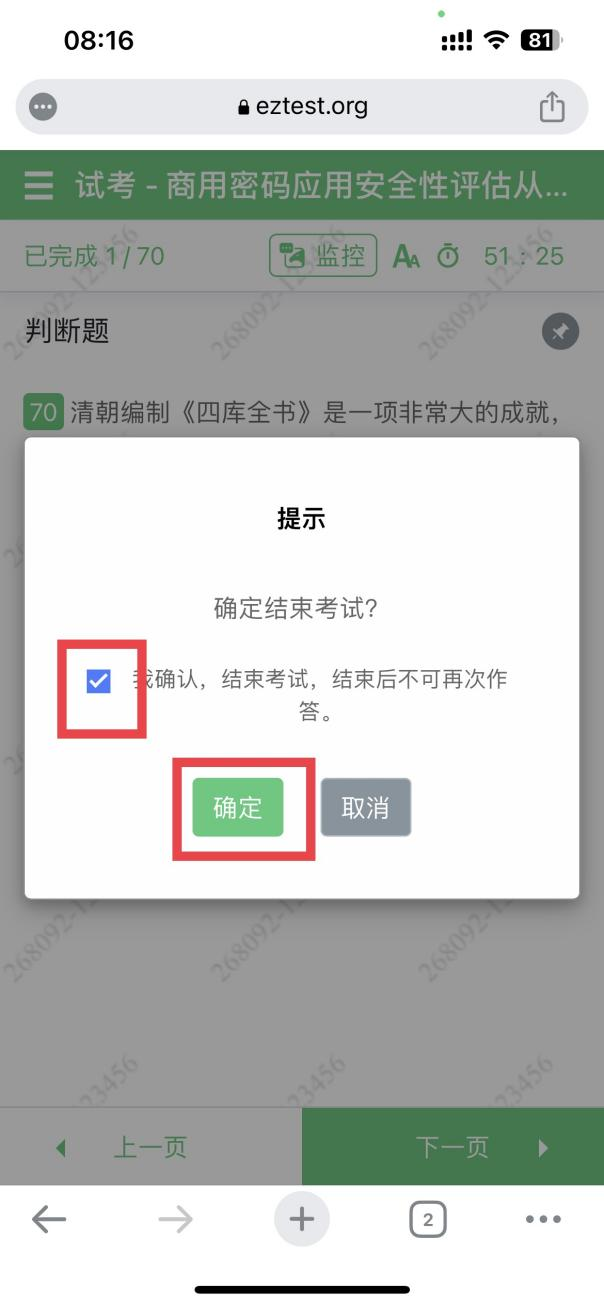 08:16
81
eztest.org
试考 - 商用密码应用安全性评估从...
已完成 1 / 70
监控
AA
51 : 25
判断题
70 清朝编制《四库全书》是一项非常大的成就，
提示
确定结束考试?
我确认，结束考试，结束后不可再次作
答。
确定
取消
268092-123456
上一页
下一页
2